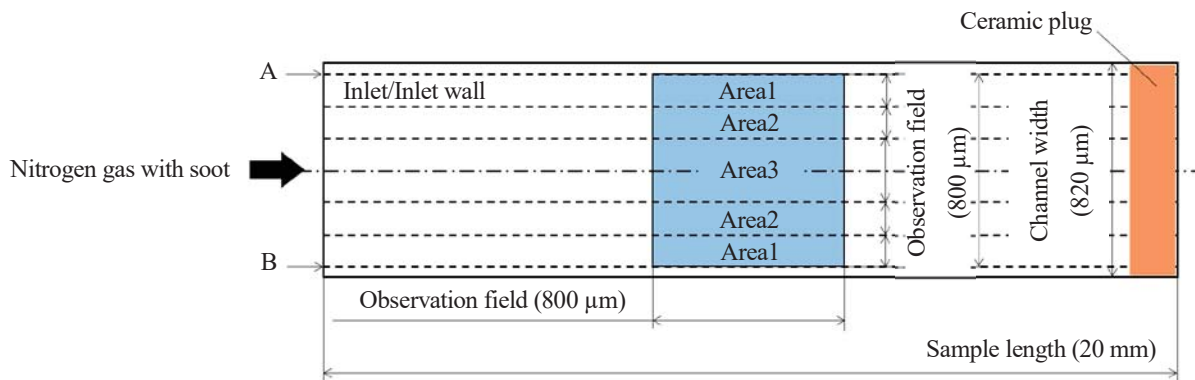 Ceramic plug
A
Inlet/Inlet wall
Area1
Area2
Nitrogen gas with soot
Area3
Area2
Area1
B
Observation field
(800 µm)
Channel width
(820 µm)
Observation field (800 µm)
Sample length (20 mm)